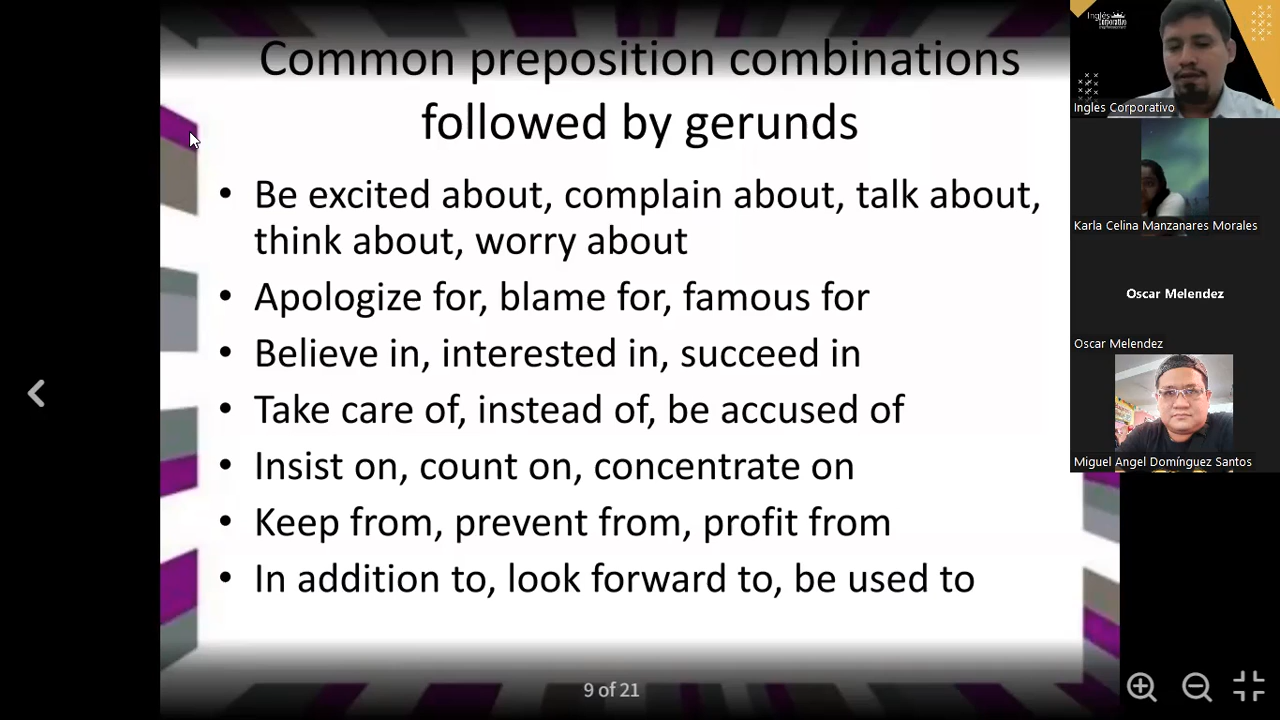 Common preposition combinations
followed by gerunds
• Be excited about, complain about, talk about,
think about, worry about
• Apologize for, blame for, famous for
• Believe in, interested in, succeed in
• Take care of, instead of, be accused of
• Insist on, count on, concentrate on
• Keep from, prevent from, profit from
• In addition to, look forward to, be used to
9 of 21
Inglés
Corporativo
Ingles Corporativo
Karla Celina Manzanares Morales
Oscar Melendez
Oscar Melendez
Miguel Angel Domínguez Santos